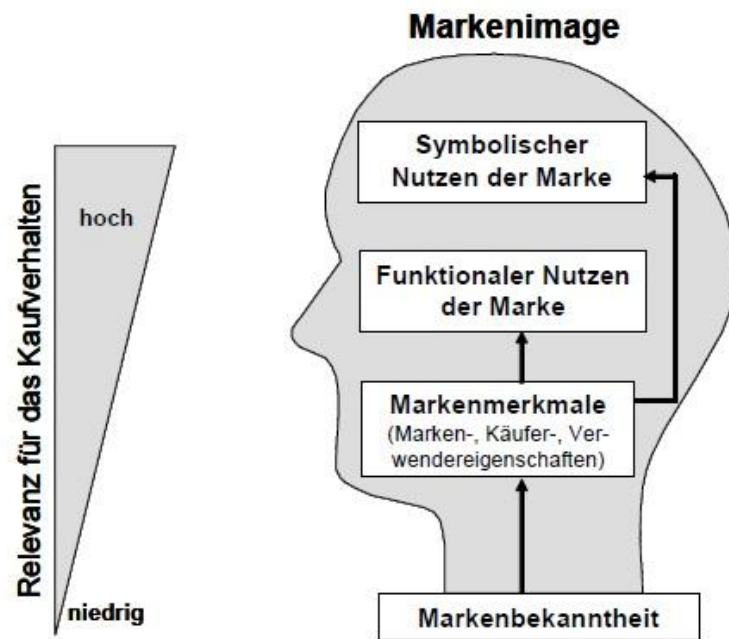 Markenimage
Relevanz für das Kaufverhalten
hoch
niedrig
Symbolischer
Nutzen der Marke
Funktionaler Nutzen
der Marke
Markenmerkmale
(Marken-, Käufer-, Ver-
wendereigenschaften)
Markenbekanntheit